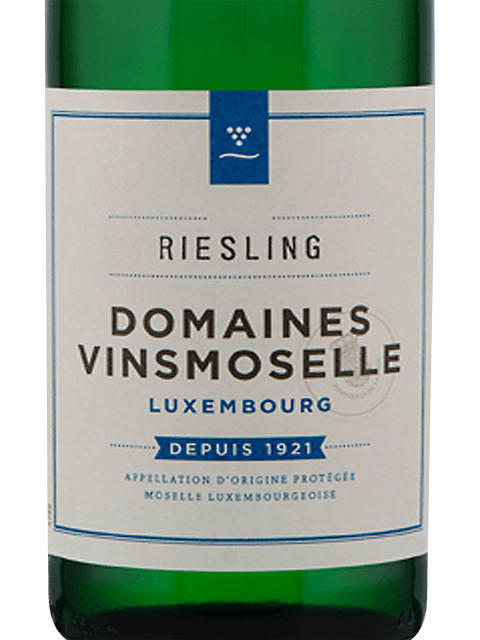 RIESLING
DOMAINES
VINSMOSELLE
LUXEMBOURG
DEPUIS 1921
APPELLATION D'ORIGINE PROTÉGÉE
MOSELLE LUXEMBOURGEOISE